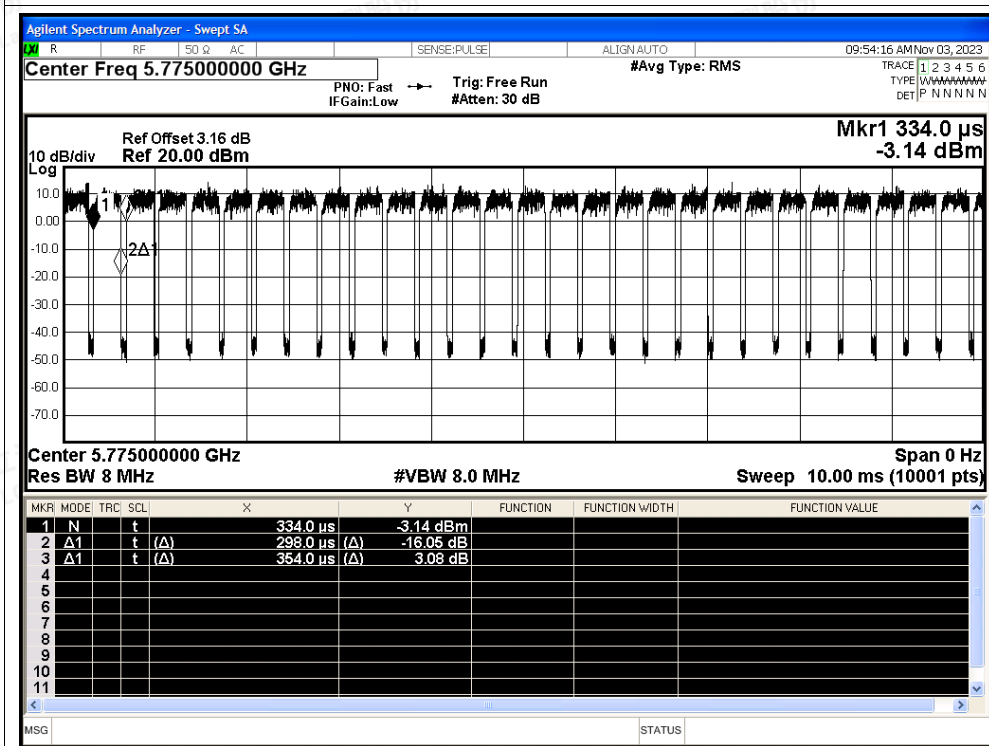 Agilent Spectrum Analyzer - Swept SA
LXI R RF 50 Ω AC SENSE:PULSE ALIGN AUTO 09:54:16 AM Nov 03, 2023
Center Freq 5.775000000 GHz #Avg Type: RMS TRACE 1 2 3 4 5 6
PNO: Fast Trig: Free Run TYPE WWWWWW
IFGain:Low #Atten: 30 dB DET P N N N N N
Mkr1 334.0 µs
Ref Offset 3.16 dB
10 dB/div Ref 20.00 dBm -3.14 dBm
Log
10.0
1
0.00
-10.0
2Δ1
-20.0
-30.0
-40.0
-50.0
-60.0
-70.0
Center 5.775000000 GHz Span 0 Hz
Res BW 8 MHz #VBW 8.0 MHz Sweep 10.00 ms (10001 pts)
MKR MODE TRC SCL X Y FUNCTION FUNCTION WIDTH FUNCTION VALUE
1 N t 334.0 µs -3.14 dBm
2 Δ1 t (Δ) 298.0 µs (Δ) -16.05 dB
3 Δ1 t (Δ) 354.0 µs (Δ) 3.08 dB
4
5
6
7
8
9
10
11
MSG STATUS